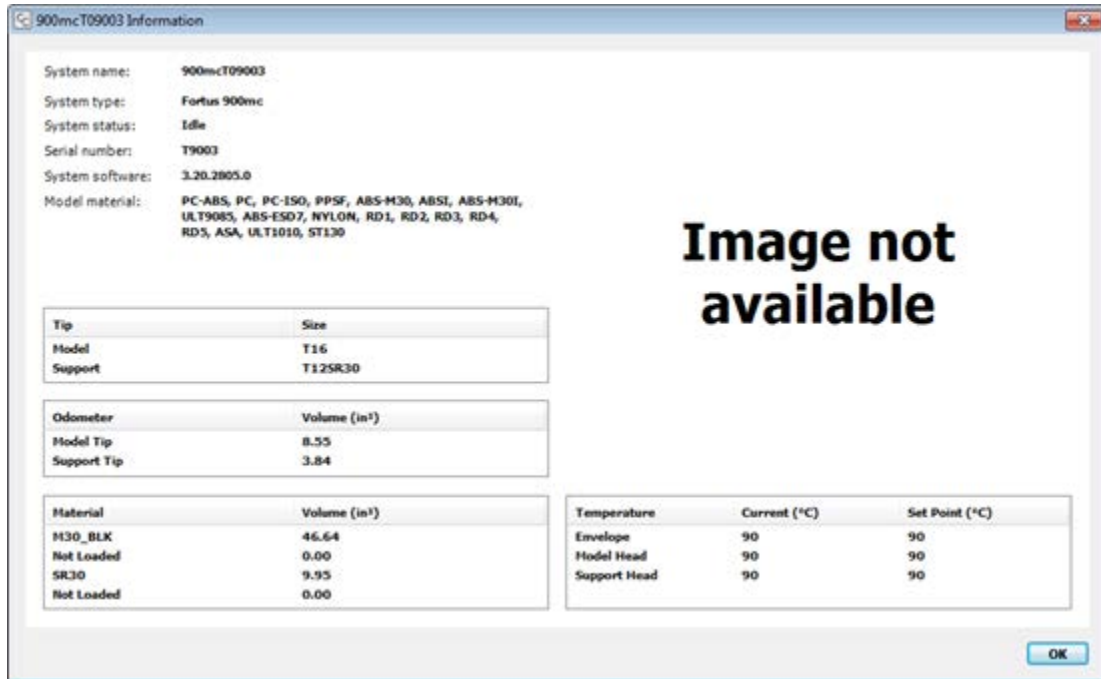 900mcT09003 Information
System name: 900mcT09003
System type: Fortus 900mc
System status: Idle
Serial number: T9003
System software: 3.20.2805.0
Model material: PC-ABS, PC, PC-ISO, PPSF, ABS-M30, ABSI, ABS-M30I,
ULT9085, ABS-ESD7, NYLON, RD1, RD2, RD3, RD4,
RD5, ASA, ULT1010, ST130
Image not
available
Tip Size
Model T16
Support T12SR30
Odometer Volume (in³)
Model Tip 8.55
Support Tip 3.84
Material Volume (in³)
M30_BLK 46.64
Not Loaded 0.00
SR30 9.95
Not Loaded 0.00
Temperature Current (°C) Set Point (°C)
Envelope 90 90
Model Head 90 90
Support Head 90 90
OK